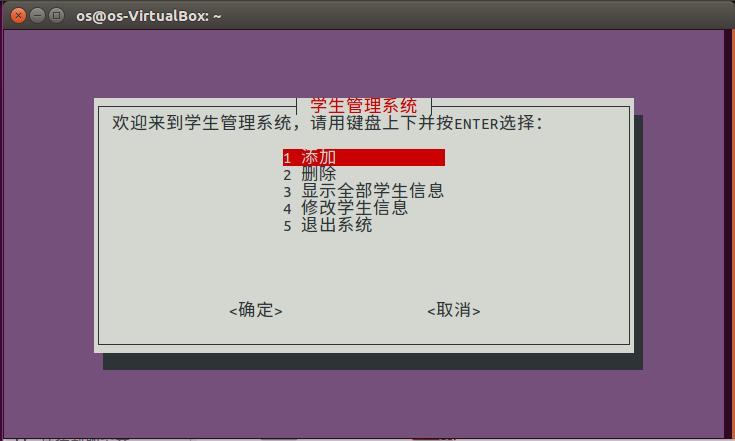 os@os-VirtualBox: ~
学生管理系统
欢迎来到学生管理系统，请用键盘上下并按ENTER选择：
1 添加
2 删除
3 显示全部学生信息
4 修改学生信息
5 退出系统
<确定> <取消>